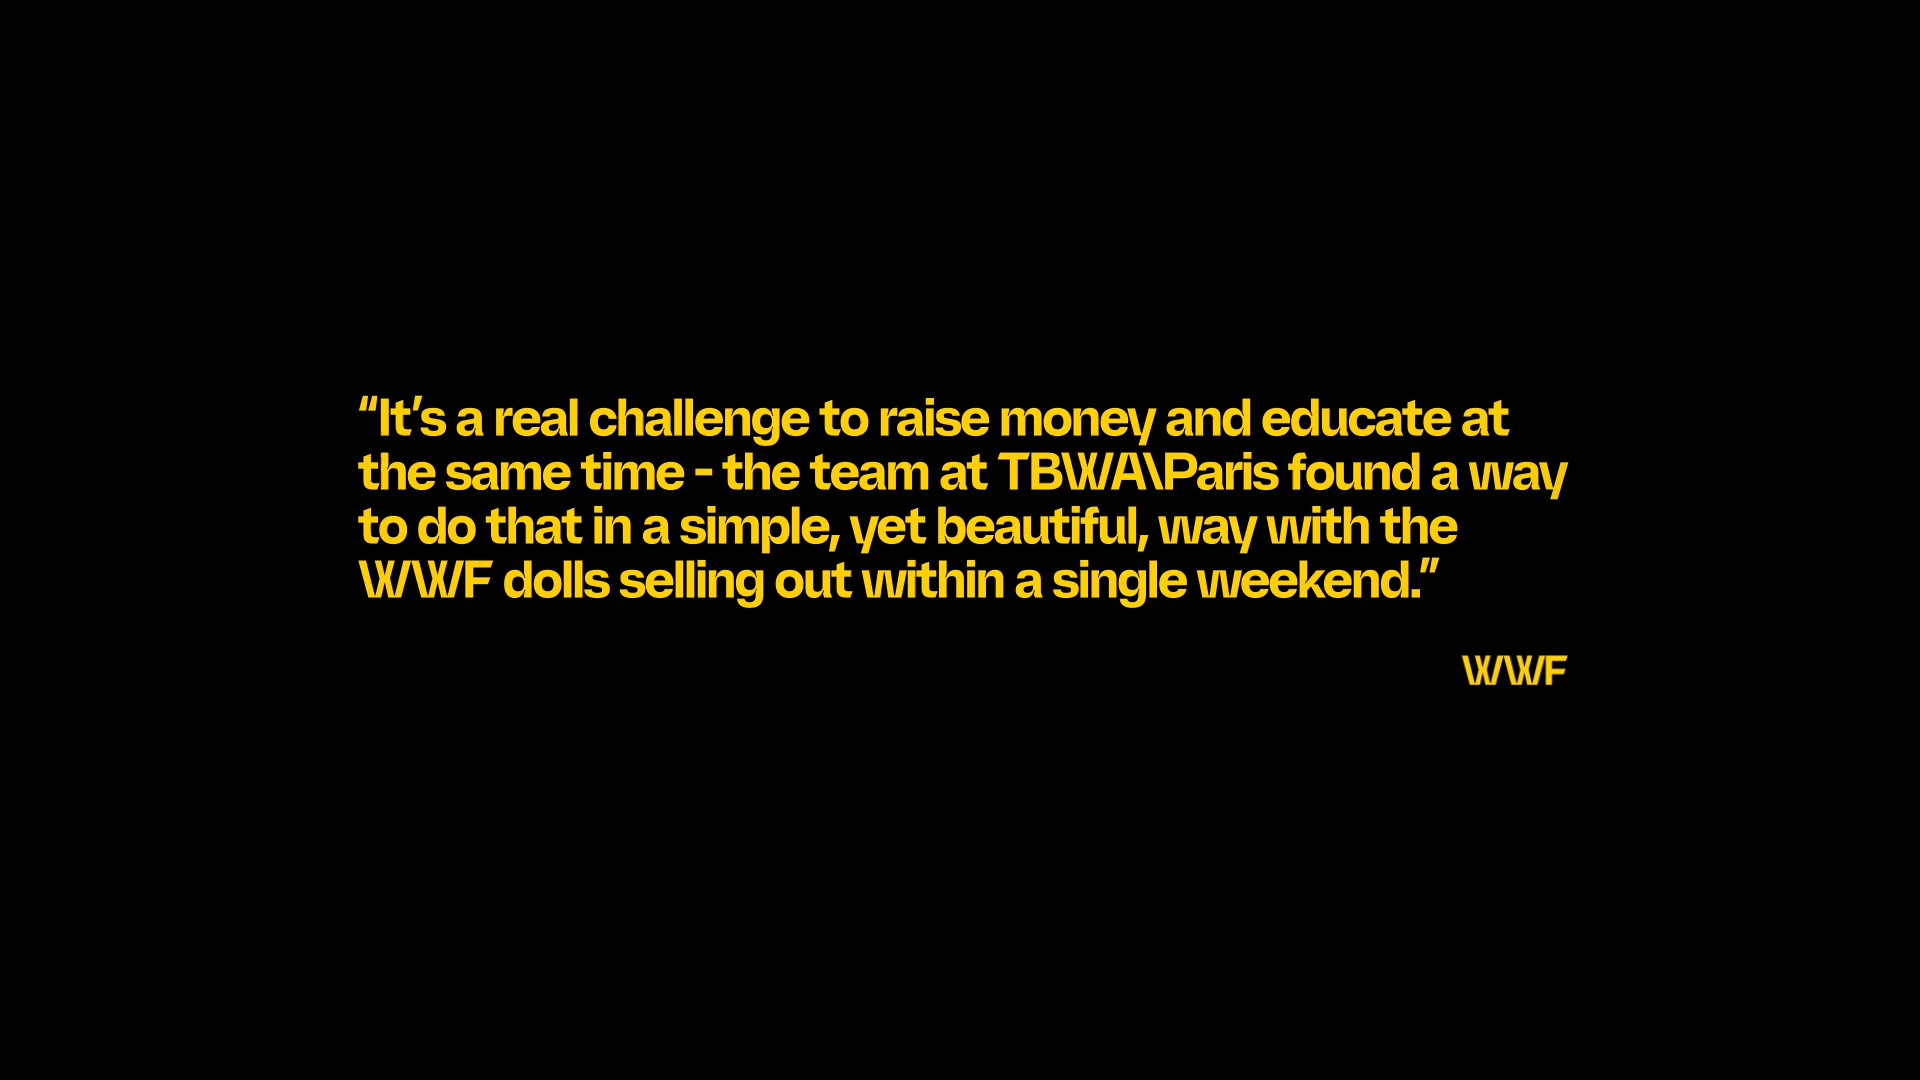 “It’s a real challenge to raise money and educate at
the same time - the team at TBWA\Paris found a way
to do that in a simple, yet beautiful, way with the
WWF dolls selling out within a single weekend.”
WWF